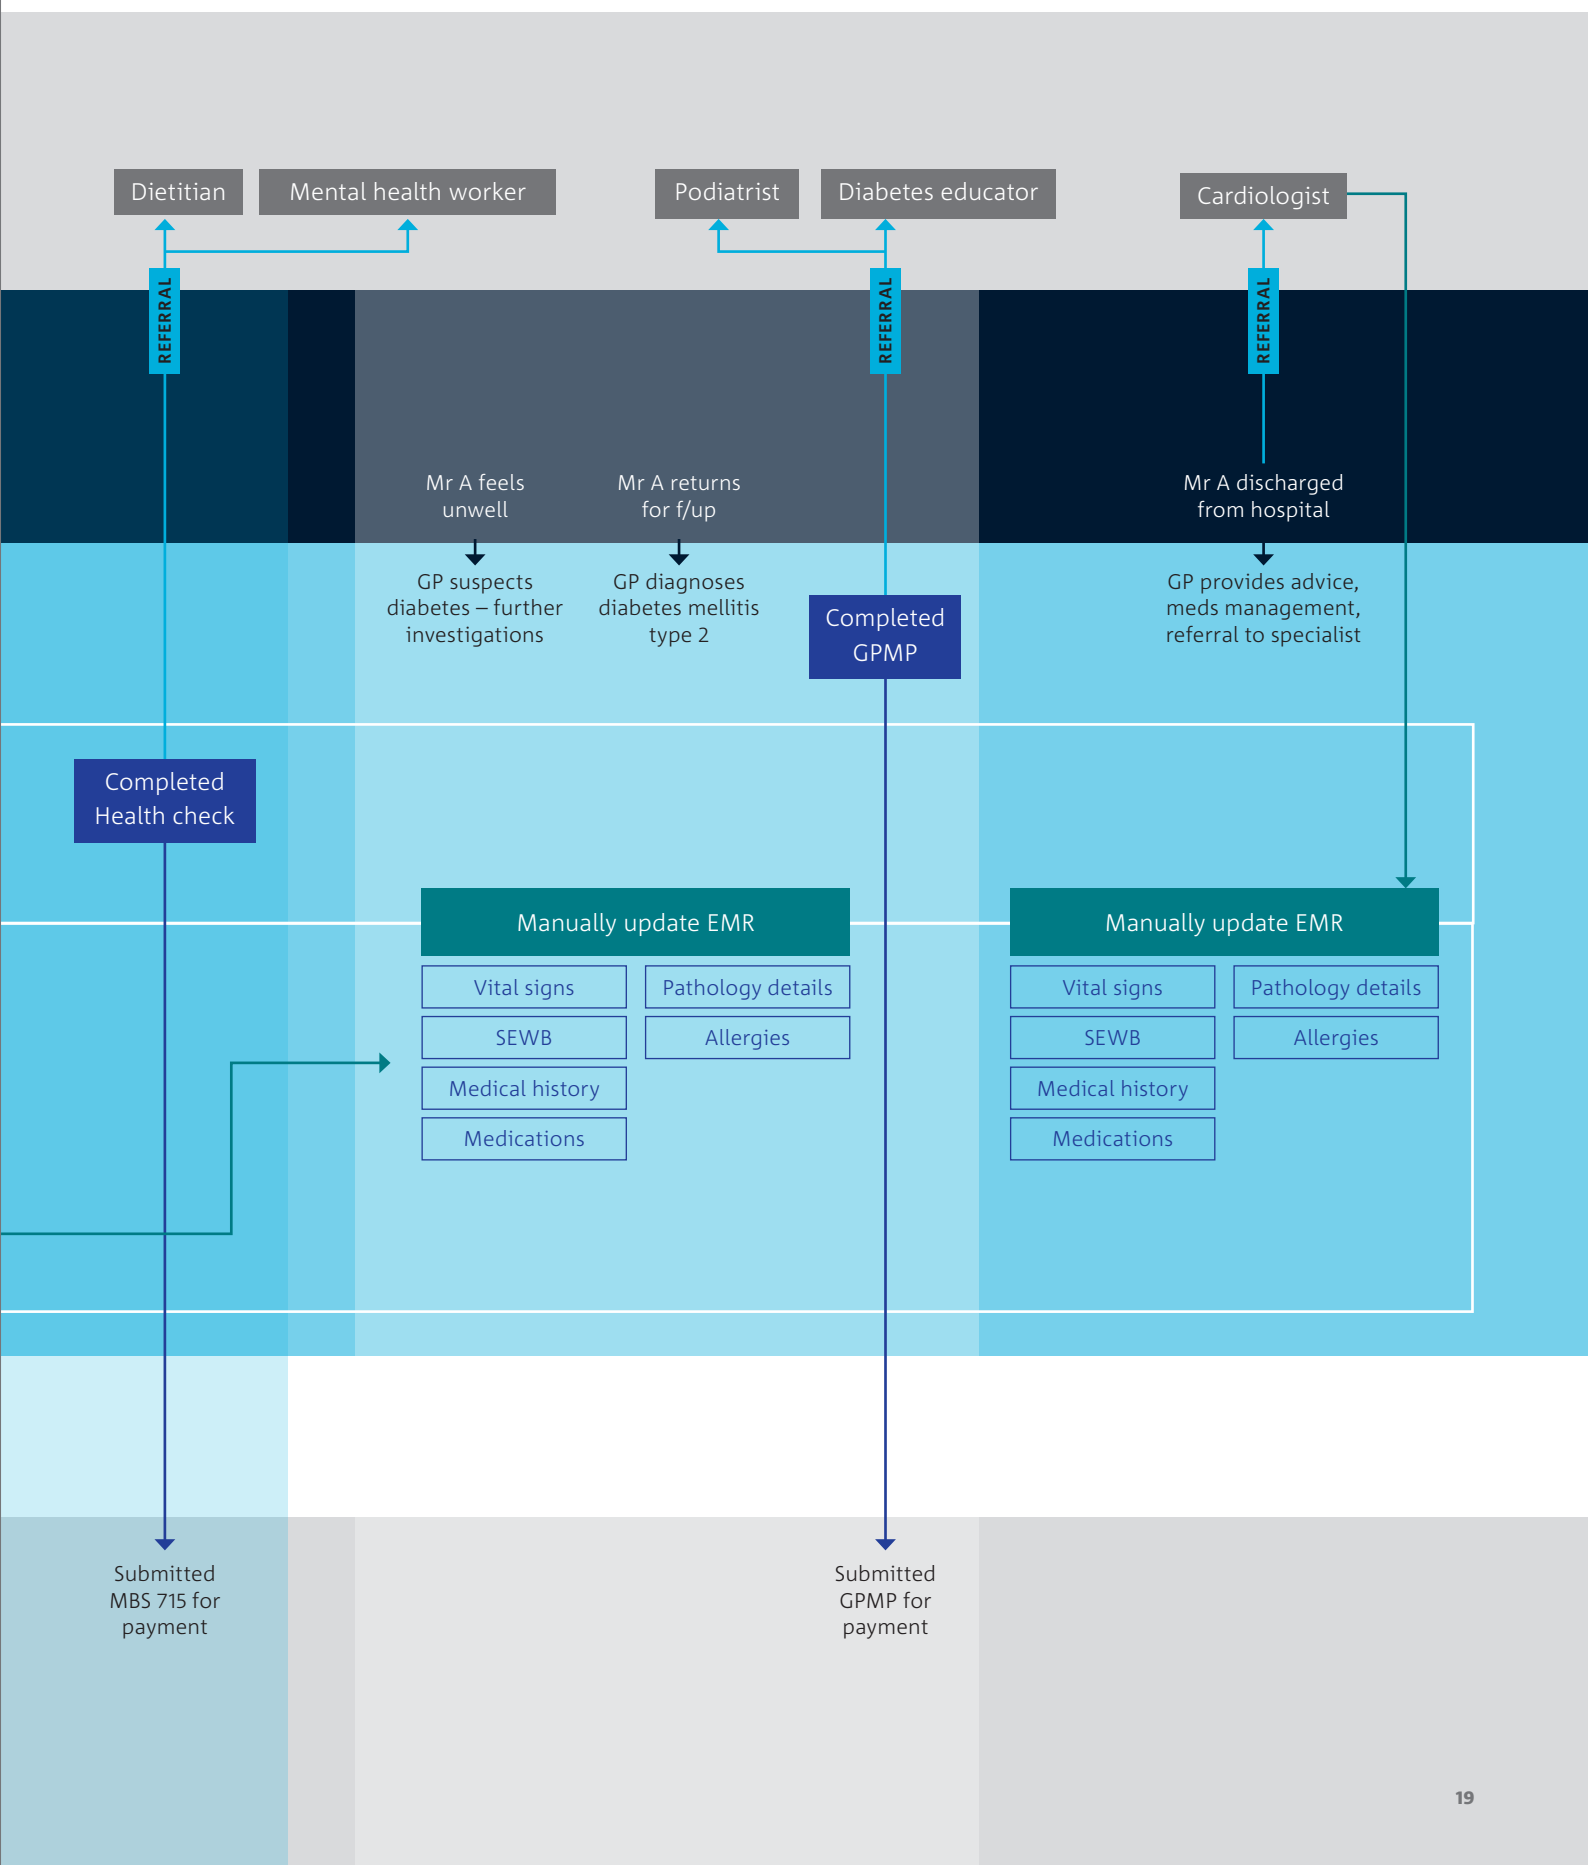 Dietitian
Mental health worker
Podiatrist
Diabetes educator
Cardiologist
REFERRAL
REFERRAL
REFERRAL
Mr A feels
unwell
Mr A returns
for f/up
Mr A discharged
from hospital
GP suspects
diabetes – further
investigations
GP diagnoses
diabetes mellitis
type 2
Completed
GPMP
GP provides advice,
meds management,
referral to specialist
Completed
Health check
Manually update EMR
Vital signs
Pathology details
SEWB
Allergies
Medical history
Medications
Manually update EMR
Vital signs
Pathology details
SEWB
Allergies
Medical history
Medications
Submitted
MBS 715 for
payment
Submitted
GPMP for
payment
19